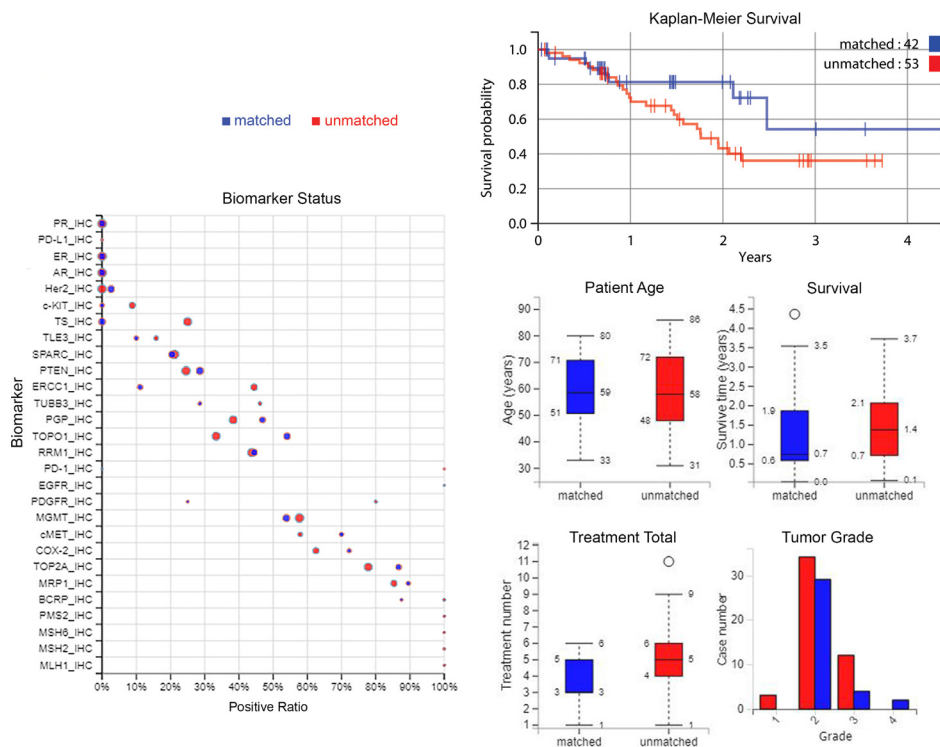 matched unmatched
Biomarker Status
Biomarker
PR_IHC
PD-L1_IHC
ER_IHC
AR_IHC
Her2_IHC
c-KIT_IHC
TS_IHC
TLE3_IHC
SPARC_IHC
PTEN_IHC
ERCC1_IHC
TUBB3_IHC
PGP_IHC
TOPO1_IHC
RRM1_IHC
PD-1_IHC
EGFR_IHC
PDGFR_IHC
MGMT_IHC
cMET_IHC
COX-2_IHC
TOP2A_IHC
MRP1_IHC
BCRP_IHC
PMS2_IHC
MSH6_IHC
MSH2_IHC
MLH1_IHC
0% 10% 20% 30% 40% 50% 60% 70% 80% 90% 100%
Positive Ratio
Kaplan-Meier Survival
matched : 42
unmatched : 53
Survival probability
1.0
0.8
0.6
0.4
0.2
0.0
0 1 2 3 4
Years
Patient Age
Age (years)
90
80
70
60
50
40
30
80
71
59
51
33
86
72
58
48
31
matched unmatched
Survival
Survive time (years)
4.5
4.0
3.5
3.0
2.5
2.0
1.5
1.0
0.5
3.5
1.9
0.7
0.6
0.0
3.7
2.1
1.4
0.7
0.1
matched unmatched
Treatment Total
Treatment number
12
11
10
9
8
7
6
5
4
3
2
1
6
5
3
3
1
9
6
5
4
1
matched unmatched
Tumor Grade
Case number
30
20
10
0
1 2 3 4
Grade